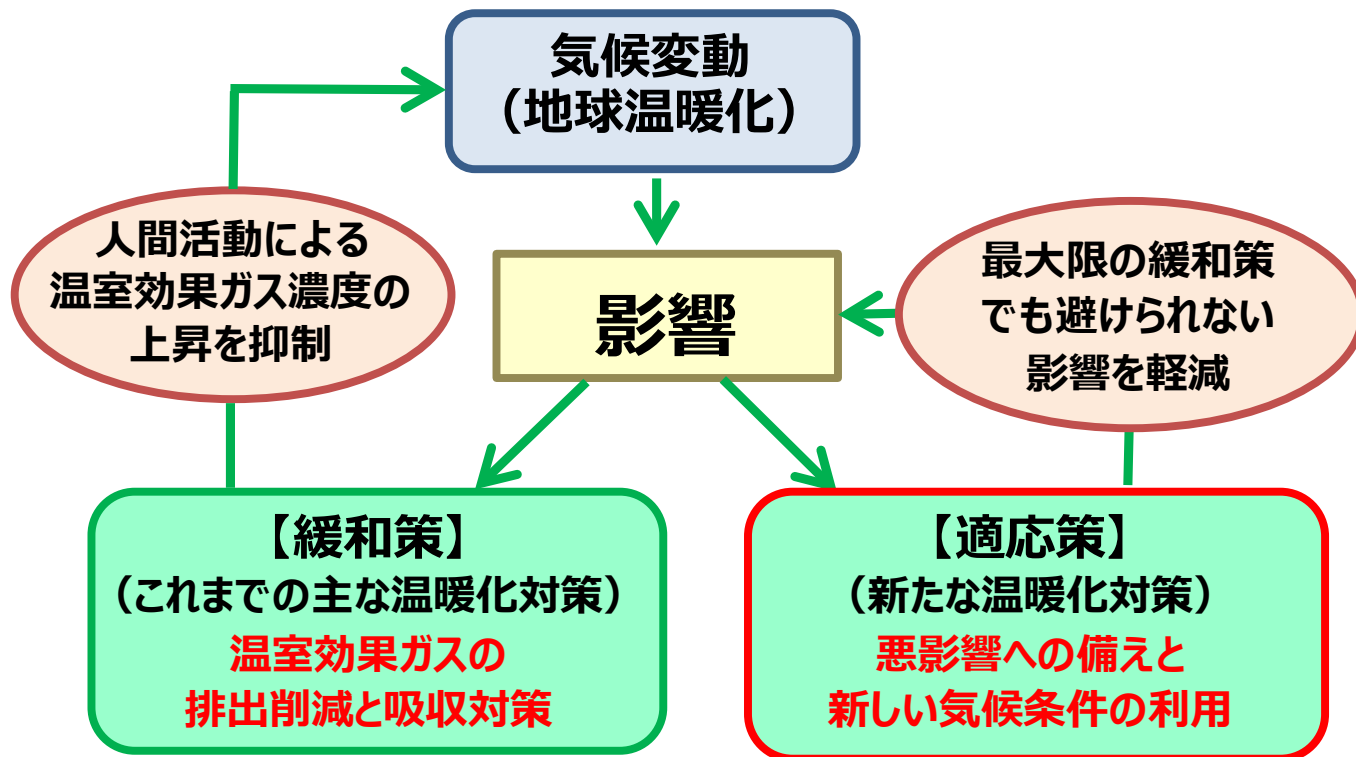 気候変動
（地球温暖化）
人間活動による
温室効果ガス濃度の
上昇を抑制
影響
最大限の緩和策
でも避けられない
影響を軽減
【緩和策】
（これまでの主な温暖化対策）
温室効果ガスの
排出削減と吸収対策
【適応策】
（新たな温暖化対策）
悪影響への備えと
新しい気候条件の利用